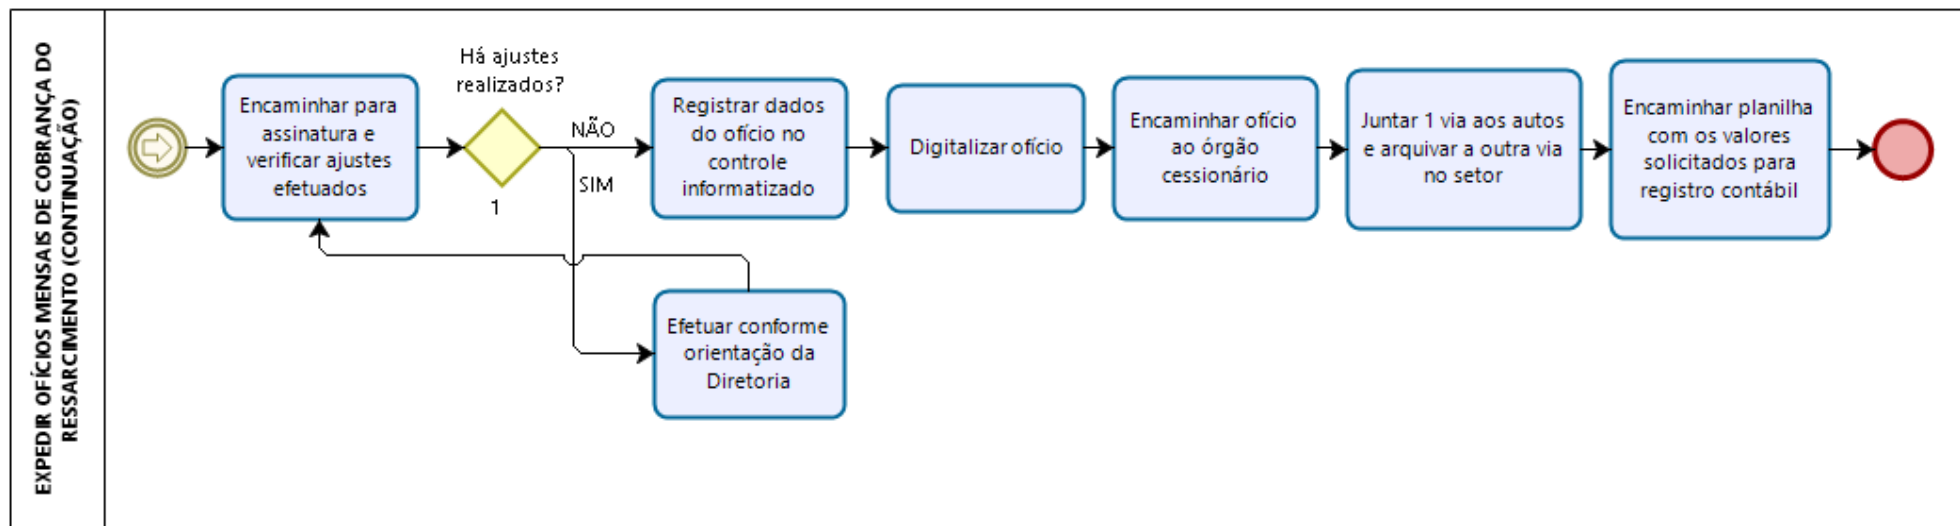 EXPEDIR OFÍCIOS MENSAIS DE COBRANÇA DO
RESSARCIMENTO (CONTINUAÇÃO)
Encaminhar para
assinatura e
verificar ajustes
efetuados
Há ajustes
realizados?
1
NÃO
SIM
Registrar dados
do ofício no
controle
informatizado
Digitalizar ofício
Encaminhar ofício
ao órgão
cessionário
Juntar 1 via aos autos
e arquivar a outra via
no setor
Encaminhar planilha
com os valores
solicitados para
registro contábil
Efetuar conforme
orientação da
Diretoria